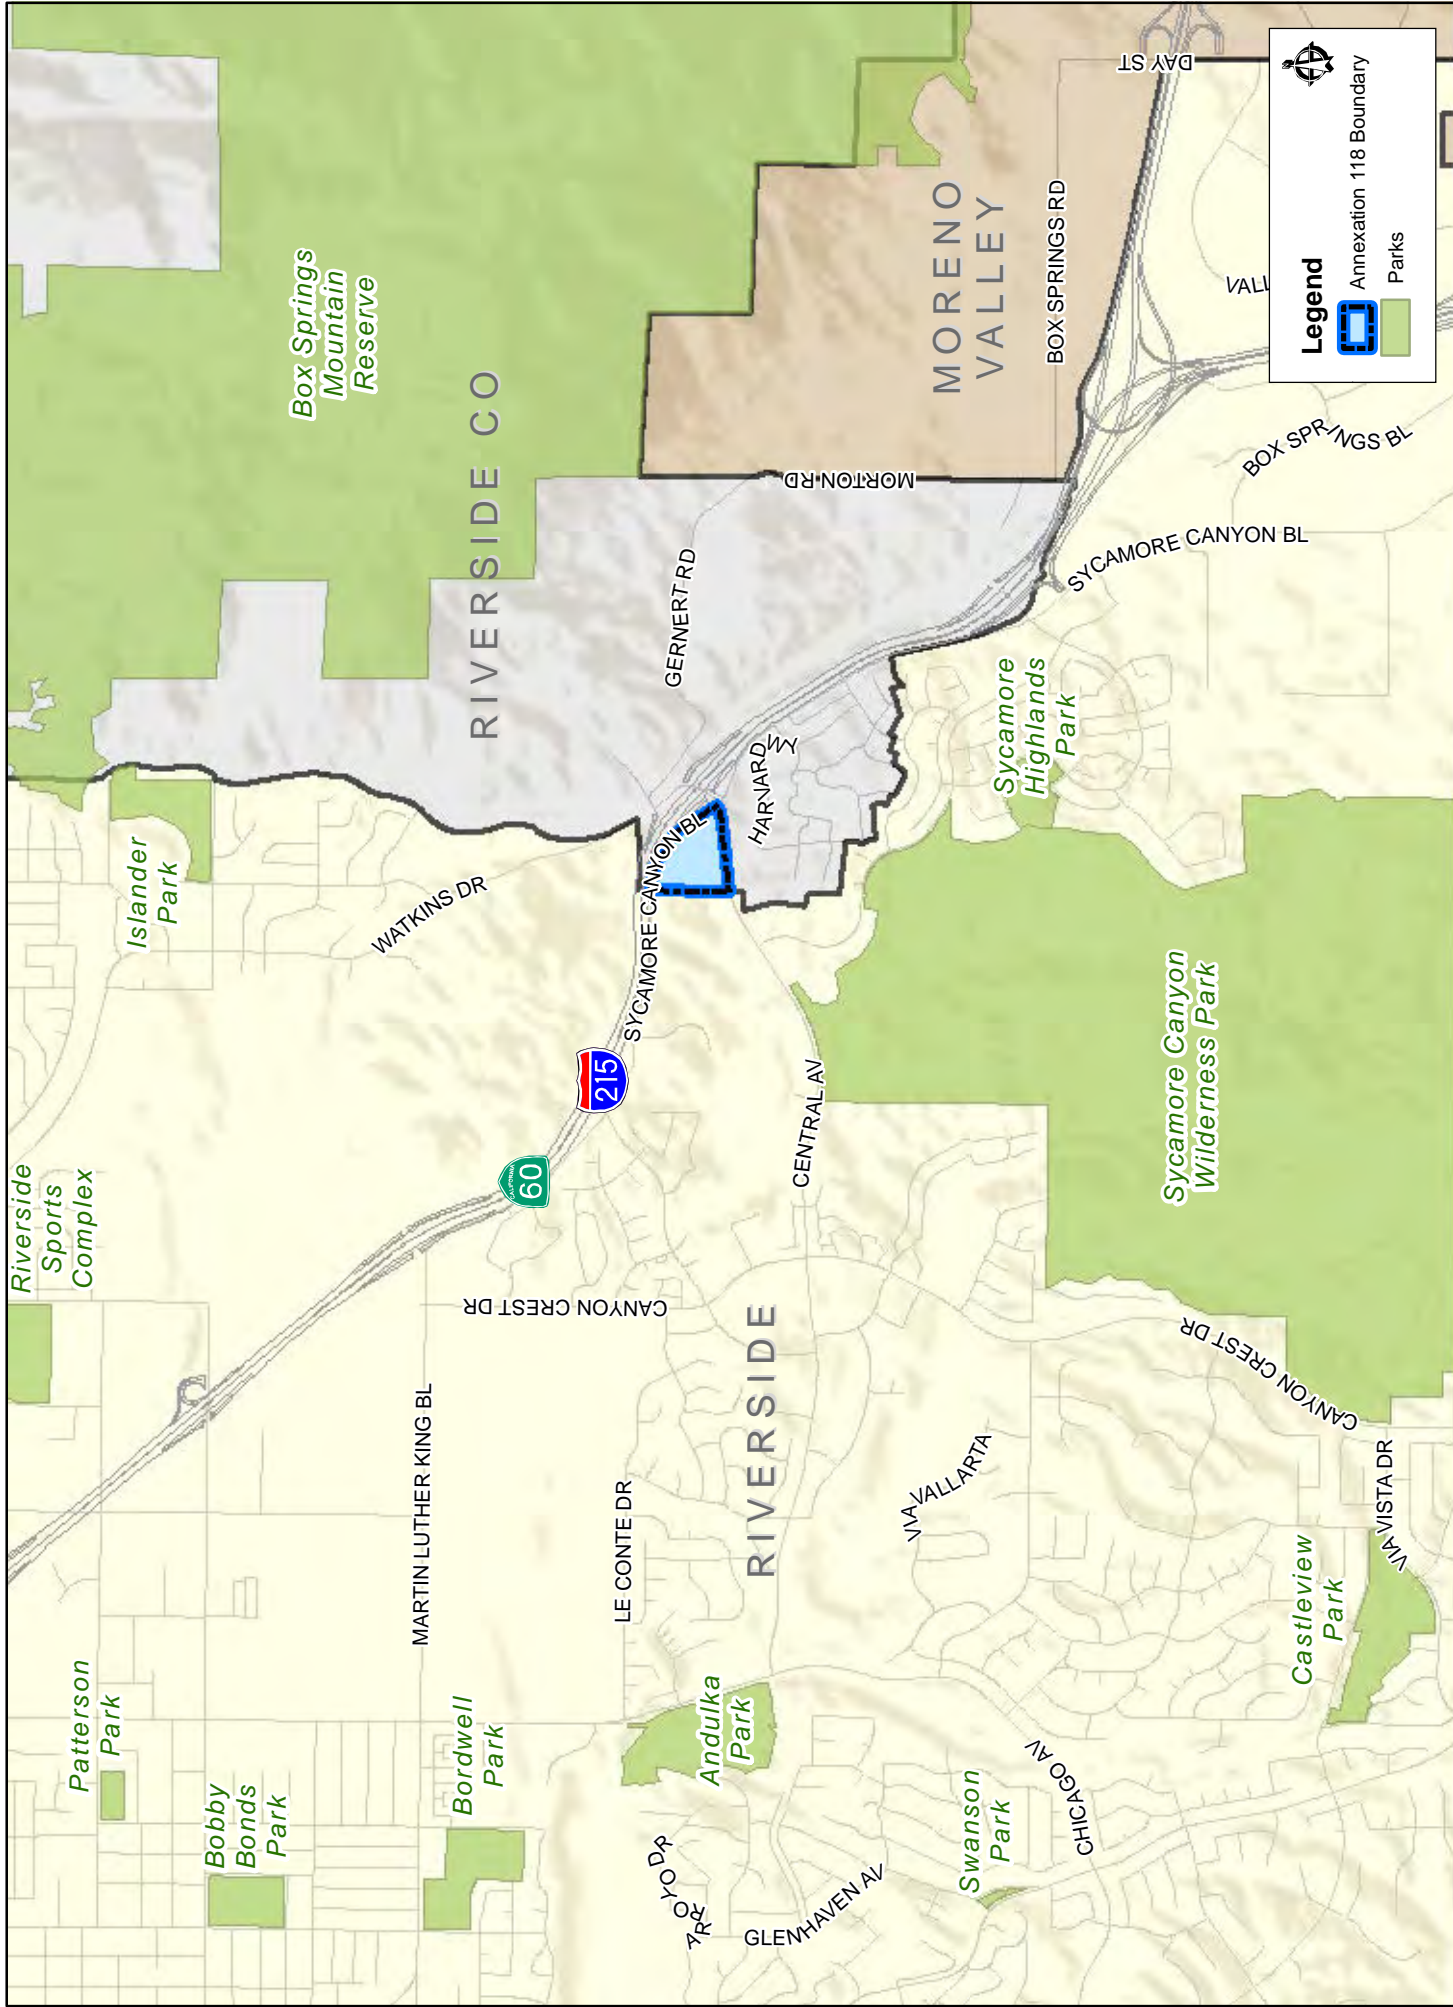 Riverside
Sports
Complex
Patterson
Park
Bobby
Bonds
Park
Islander
Park
Box Springs
Mountain
Reserve
RIVERSIDE CO
WATKINS DR
MARTIN LUTHER KING BL
Bordwell
Park
CANYON CREST DR
CALIFORNIA
60
215
SYCAMORE CANYON BL
GERNERT RD
MORTON RD
LE CONTE DR
Andulka
Park
RIVERSIDE
CENTRAL AV
HARVARD WY
MORENO
VALLEY
BOX SPRINGS RD
DAY ST
ARROYO DR
GLENHAVEN AV
VIA VALLARTA
Swanson
Park
CHICAGO AV
Sycamore
Highlands
Park
SYCAMORE CANYON BL
Sycamore Canyon
Wilderness Park
CANYON CREST DR
BOX SPRINGS BL
VALL
Castleview
Park
VIA VISTA DR
Legend
Annexation 118 Boundary
Parks